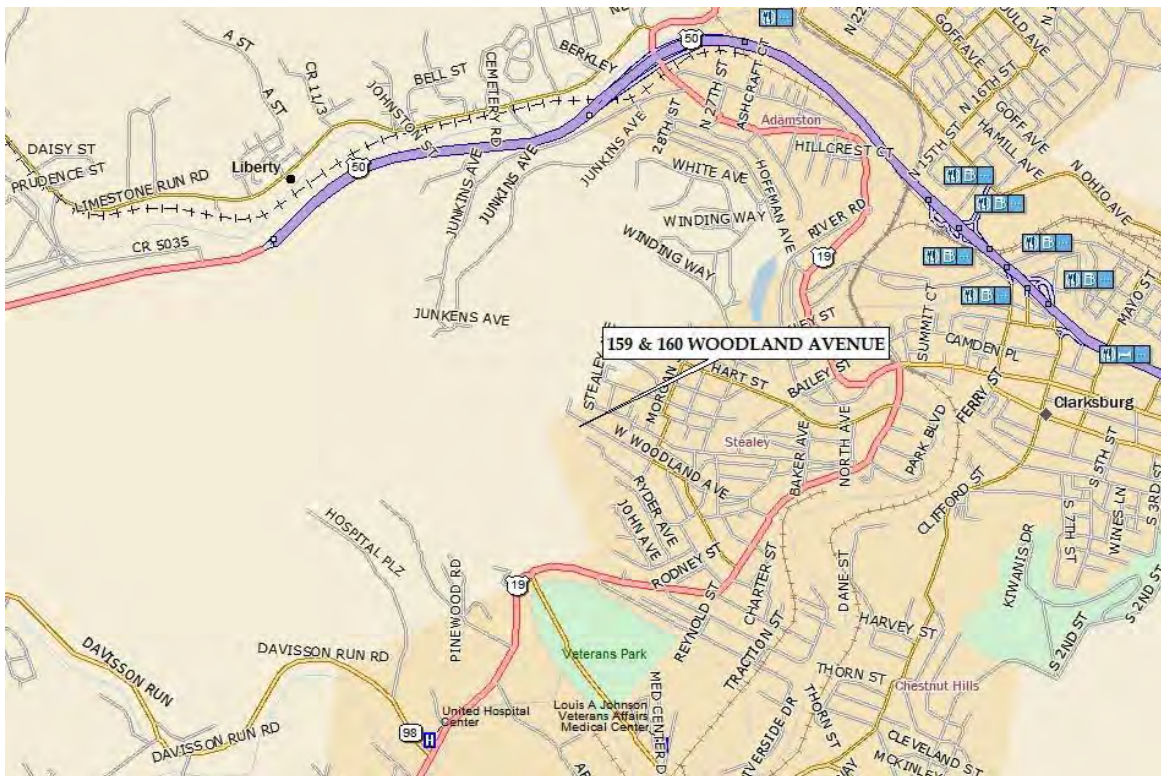 50
A ST
CR 11/3
A ST
BELL ST
JOHNSTON ST
CEMETERY RD
BERKLEY
50
ASHCRAFT CT
N 27TH ST
28TH ST
Adamston
HILLCREST CT
GOFF AVE
N 16TH ST
GOFF AVE
HAMILL AVE
N 15TH ST
N OHIO AVE
DAISY ST
PRUDENCE ST
LIMESTONE RUN RD
Liberty
50
JUNKINS AVE
JUNKINS AVE
JUNKINS AVE
WHITE AVE
HOFFMAN AVE
WINDING WAY
WINDING WAY
RIVER RD
19
CR 5035
JUNKENS AVE
SUMMIT CT
CAMDEN PL
MAYO ST
159 & 160 WOODLAND AVENUE
STEALEY
MORGAN
HART ST
BAILEY ST
FERRY ST
Clarksburg
Stealey
W WOODLAND AVE
BAKER AVE
NORTH AVE
PARK BLVD
RYDER AVE
JOHN AVE
CLIFFORD ST
S 5TH ST
S 3RD ST
S 7TH ST
WINES LN
HOSPITAL PLZ
PINEWOOD RD
19
RODNEY ST
REYNOLD ST
CHARTER ST
DANE ST
TRACTION ST
HARVEY ST
KIWANIS DR
S 2ND ST
S 2ND ST
DAVISSON RUN
DAVISSON RUN RD
DAVISSON RUN RD
Veterans Park
THORN ST
THORN ST
Chestnut Hills
United Hospital
Center
98
H
Louis A Johnson
Veterans Affairs
Medical Center
MED CENTER D
RIVERSIDE DR
CLEVELAND ST
MCKINLEY